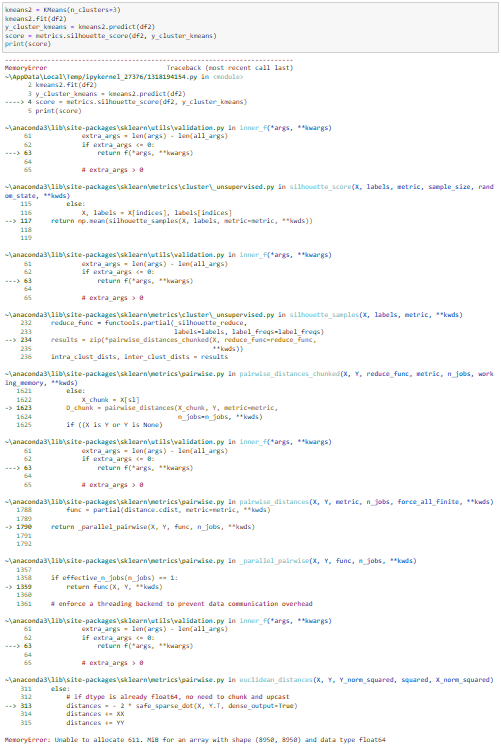 kmeans2 = KMeans(n_clusters=3)
kmeans2.fit(df2)
y_cluster_kmeans = kmeans2.predict(df2)
score = metrics.silhouette_score(df2, y_cluster_kmeans)
print(score)
---------------------------------------------------------------------------
MemoryError                               Traceback (most recent call last)
~\AppData\Local\Temp/ipykernel_27376/1318194154.py in <module>
      2 kmeans2.fit(df2)
      3 y_cluster_kmeans = kmeans2.predict(df2)
----> 4 score = metrics.silhouette_score(df2, y_cluster_kmeans)
      5 print(score)
~\anaconda3\lib\site-packages\sklearn\utils\validation.py in inner_f(*args, **kwargs)
     61             extra_args = len(args) - len(all_args)
     62             if extra_args <= 0:
---> 63                 return f(*args, **kwargs)
     64
     65             # extra_args > 0
~\anaconda3\lib\site-packages\sklearn\metrics\cluster\_unsupervised.py in silhouette_score(X, labels, metric, sample_size, rand
om_state, **kwds)
    115         else:
    116             X, labels = X[indices], labels[indices]
--> 117     return np.mean(silhouette_samples(X, labels, metric=metric, **kwds))
    118
    119
~\anaconda3\lib\site-packages\sklearn\utils\validation.py in inner_f(*args, **kwargs)
     61             extra_args = len(args) - len(all_args)
     62             if extra_args <= 0:
---> 63                 return f(*args, **kwargs)
     64
     65             # extra_args > 0
~\anaconda3\lib\site-packages\sklearn\metrics\cluster\_unsupervised.py in silhouette_samples(X, labels, metric, **kwds)
    232     reduce_func = functools.partial(_silhouette_reduce,
    233                                     labels=labels, label_freqs=label_freqs)
--> 234     results = zip(*pairwise_distances_chunked(X, reduce_func=reduce_func,
    235                                               **kwds))
    236     intra_clust_dists, inter_clust_dists = results
~\anaconda3\lib\site-packages\sklearn\metrics\pairwise.py in pairwise_distances_chunked(X, Y, reduce_func, metric, n_jobs, work
ing_memory, **kwds)
   1621         else:
   1622             X_chunk = X[sl]
-> 1623         D_chunk = pairwise_distances(X_chunk, Y, metric=metric,
   1624                                      n_jobs=n_jobs, **kwds)
   1625         if ((X is Y or Y is None)
~\anaconda3\lib\site-packages\sklearn\utils\validation.py in inner_f(*args, **kwargs)
     61             extra_args = len(args) - len(all_args)
     62             if extra_args <= 0:
---> 63                 return f(*args, **kwargs)
     64
     65             # extra_args > 0
~\anaconda3\lib\site-packages\sklearn\metrics\pairwise.py in pairwise_distances(X, Y, metric, n_jobs, force_all_finite, **kwds)
   1788         func = partial(distance.cdist, metric=metric, **kwds)
   1789
-> 1790     return _parallel_pairwise(X, Y, func, n_jobs, **kwds)
   1791
   1792
~\anaconda3\lib\site-packages\sklearn\metrics\pairwise.py in _parallel_pairwise(X, Y, func, n_jobs, **kwds)
   1357
   1358     if effective_n_jobs(n_jobs) == 1:
-> 1359         return func(X, Y, **kwds)
   1360
   1361     # enforce a threading backend to prevent data communication overhead
~\anaconda3\lib\site-packages\sklearn\utils\validation.py in inner_f(*args, **kwargs)
     61             extra_args = len(args) - len(all_args)
     62             if extra_args <= 0:
---> 63                 return f(*args, **kwargs)
     64
     65             # extra_args > 0
~\anaconda3\lib\site-packages\sklearn\metrics\pairwise.py in euclidean_distances(X, Y, Y_norm_squared, squared, X_norm_squared)
    311     else:
    312         # if dtype is already float64, no need to chunk and upcast
--> 313         distances = - 2 * safe_sparse_dot(X, Y.T, dense_output=True)
    314         distances += XX
    315         distances += YY
MemoryError: Unable to allocate 611. MiB for an array with shape (8950, 8950) and data type float64